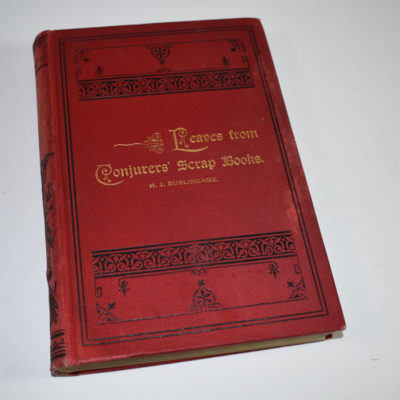 Leaves from
Conjurers' Scrap Books.
H. J. BURLINGAME.